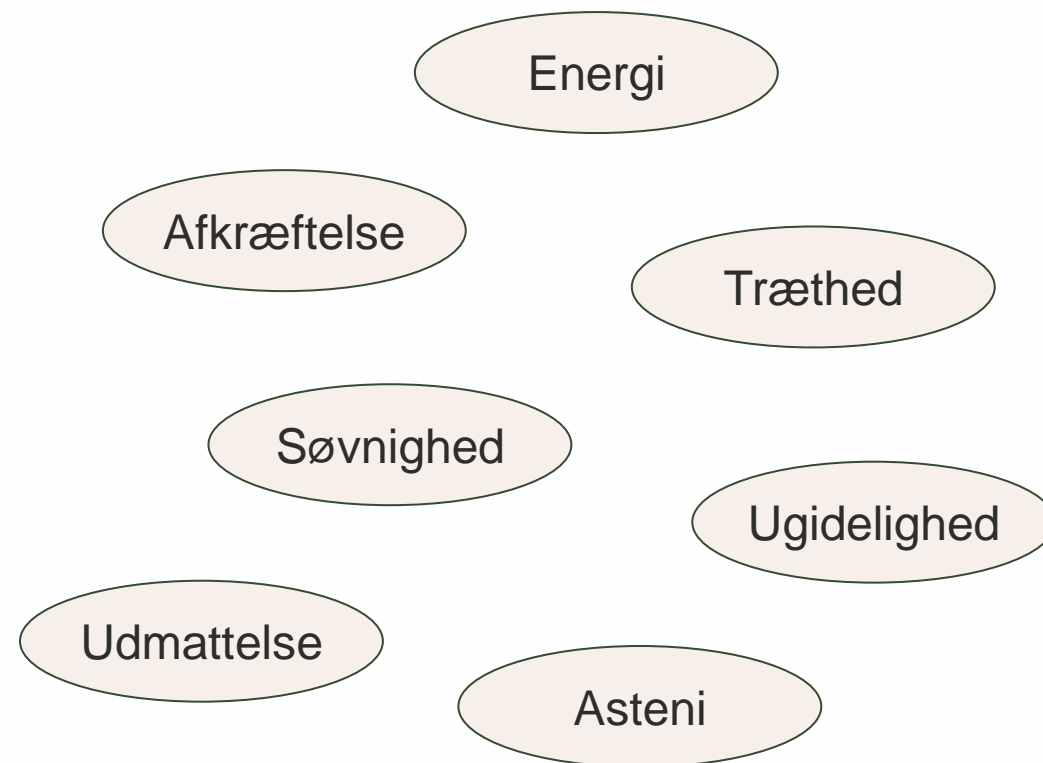 Energi
Afkræftelse
Træthed
Søvnighed
Ugidelighed
Udmattelse
Asteni